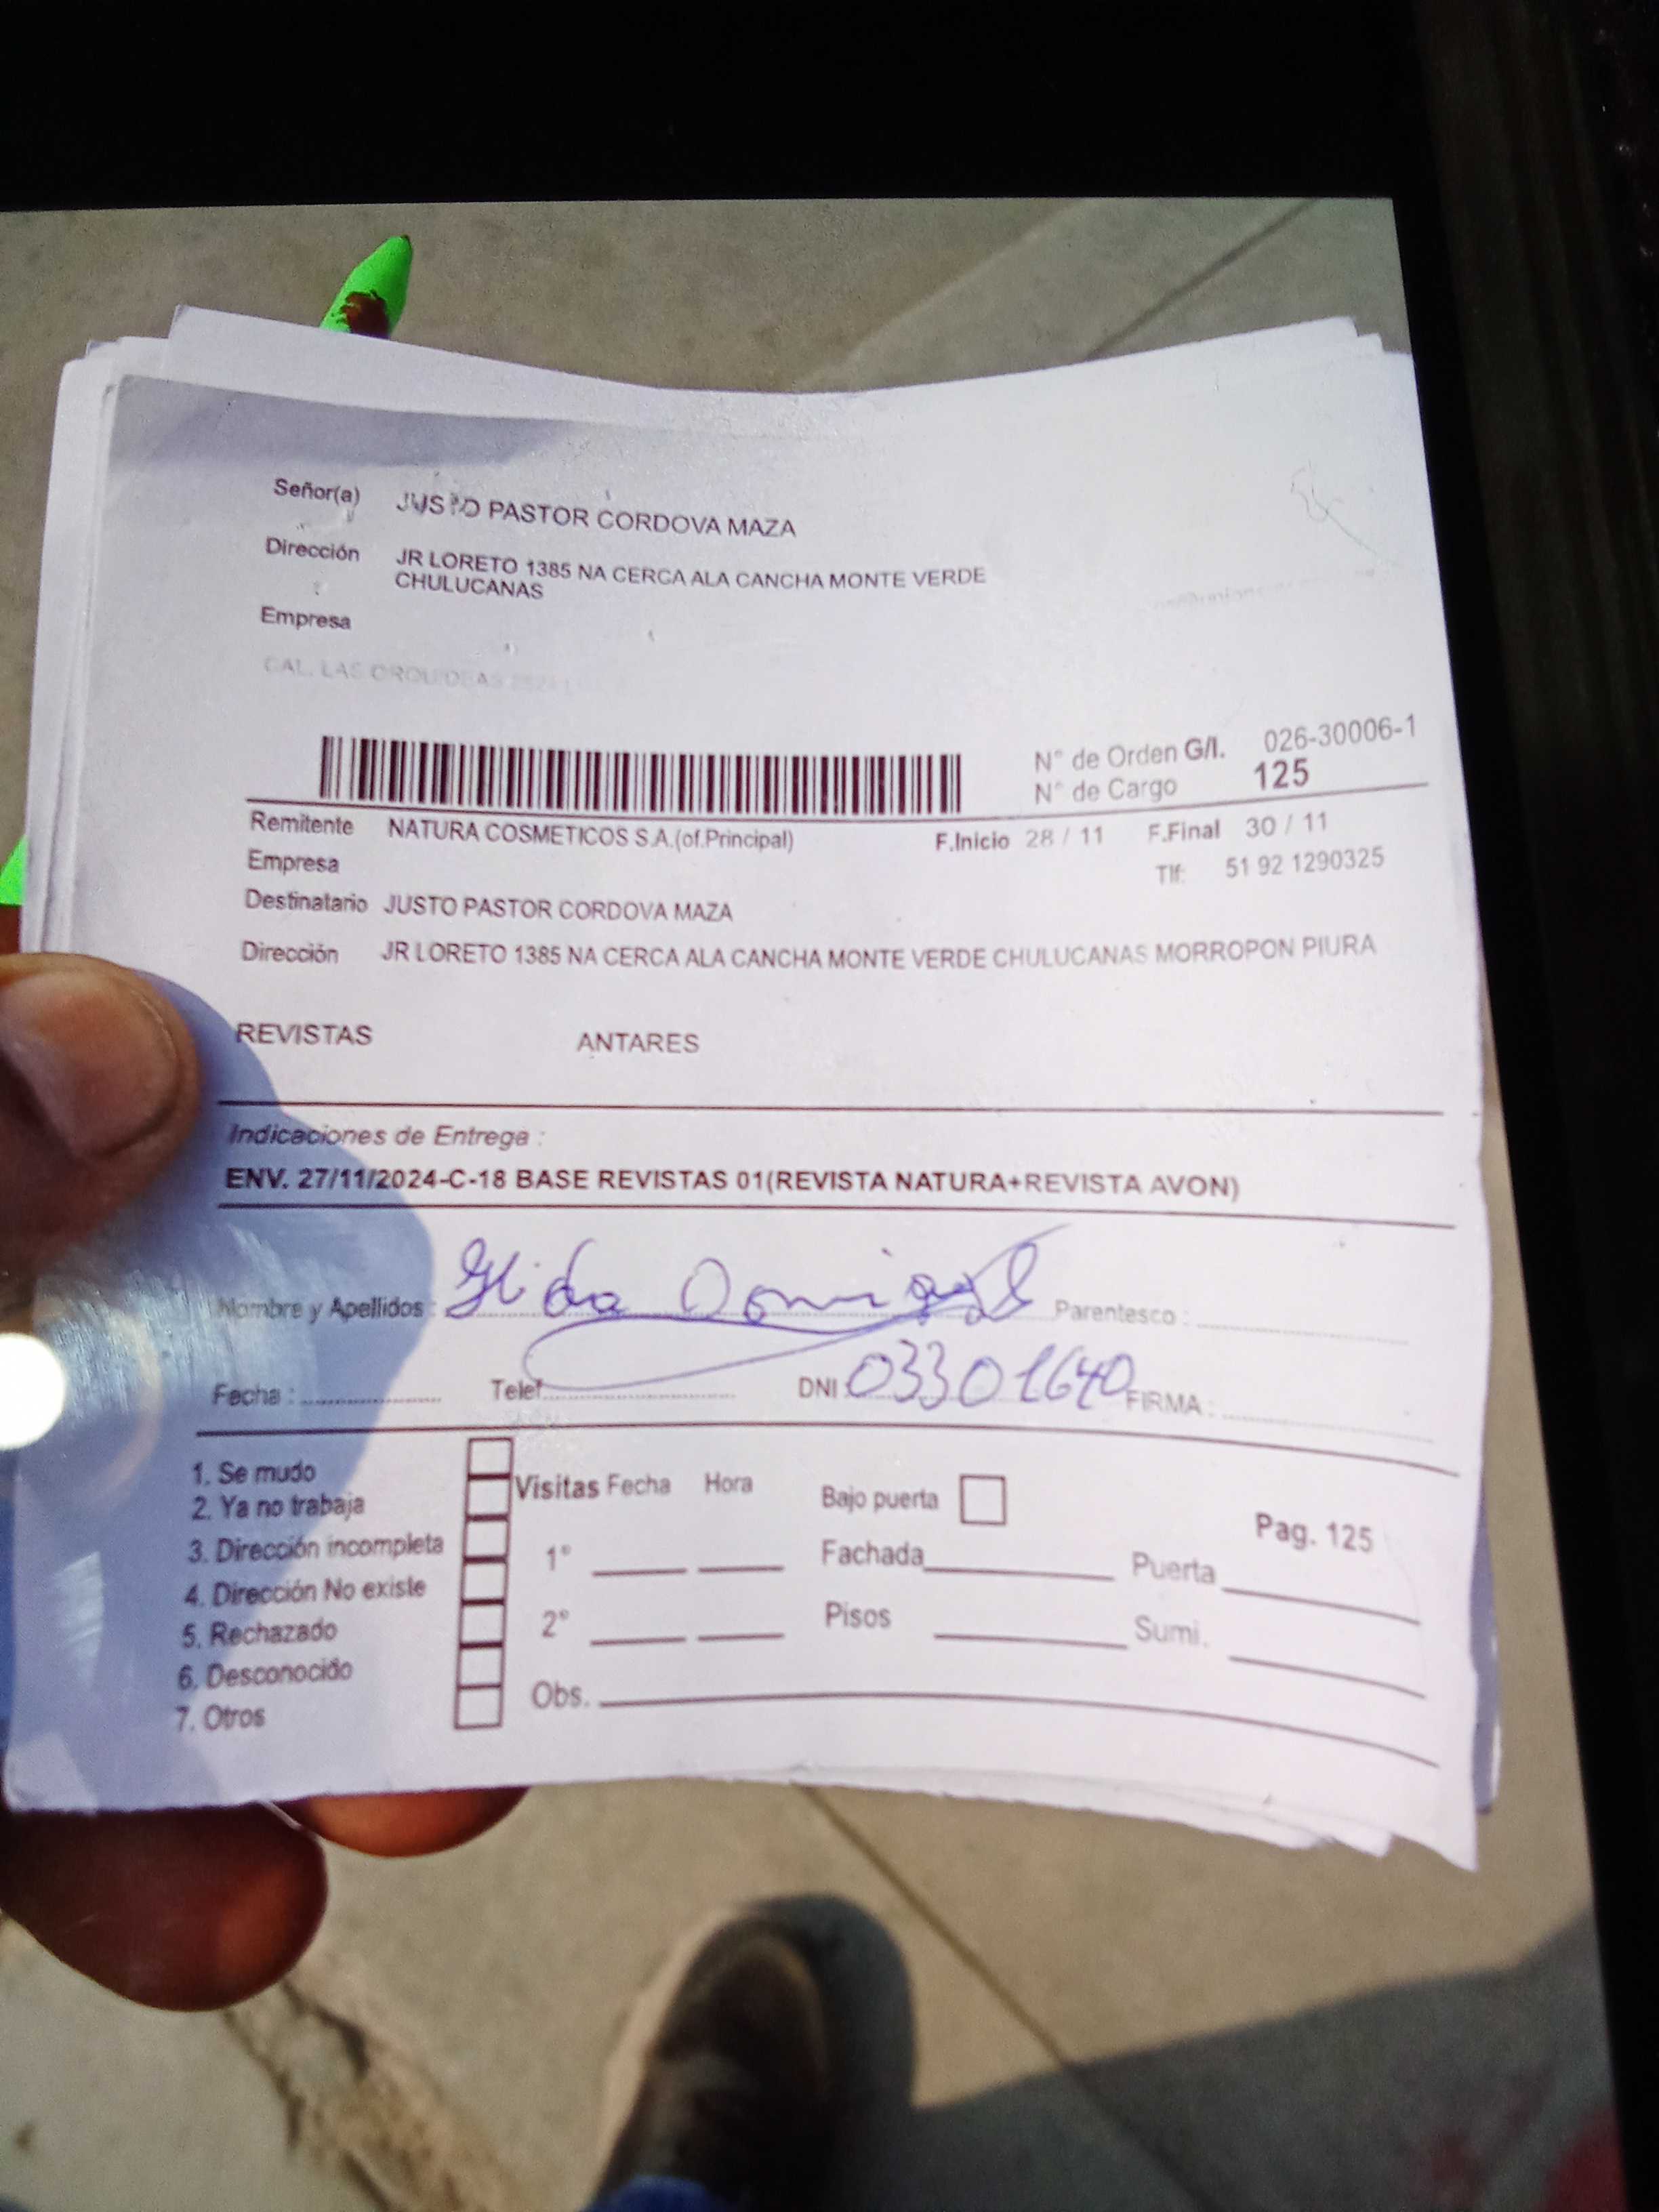 Señor(a) JUSTO PASTOR CORDOVA MAZA
Dirección JR LORETO 1385 NA CERCA ALA CANCHA MONTE VERDE
CHULUCANAS
Empresa
CAL. LAS ORQUIDEAS
N° de Orden G/I. 026-30006-1
N° de Cargo 125
Remitente NATURA COSMETICOS S.A.(of.Principal) F.Inicio 28 / 11 F.Final 30 / 11
Empresa Tlf: 51 92 1290325
Destinatario JUSTO PASTOR CORDOVA MAZA
Dirección JR LORETO 1385 NA CERCA ALA CANCHA MONTE VERDE CHULUCANAS MORROPON PIURA
REVISTAS ANTARES
Indicaciones de Entrega :
ENV. 27/11/2024-C-18 BASE REVISTAS 01(REVISTA NATURA+REVISTA AVON)
Nombre y Apellidos : Parentesco :
Fecha : Telef. DNI 03301640 FIRMA :
1. Se mudo
2. Ya no trabaja
3. Dirección incompleta
4. Dirección No existe
5. Rechazado
6. Desconocido
7. Otros
Visitas Fecha Hora
1°
2°
Obs.
Bajo puerta
Fachada Puerta
Pisos Sumi.
Pag. 125